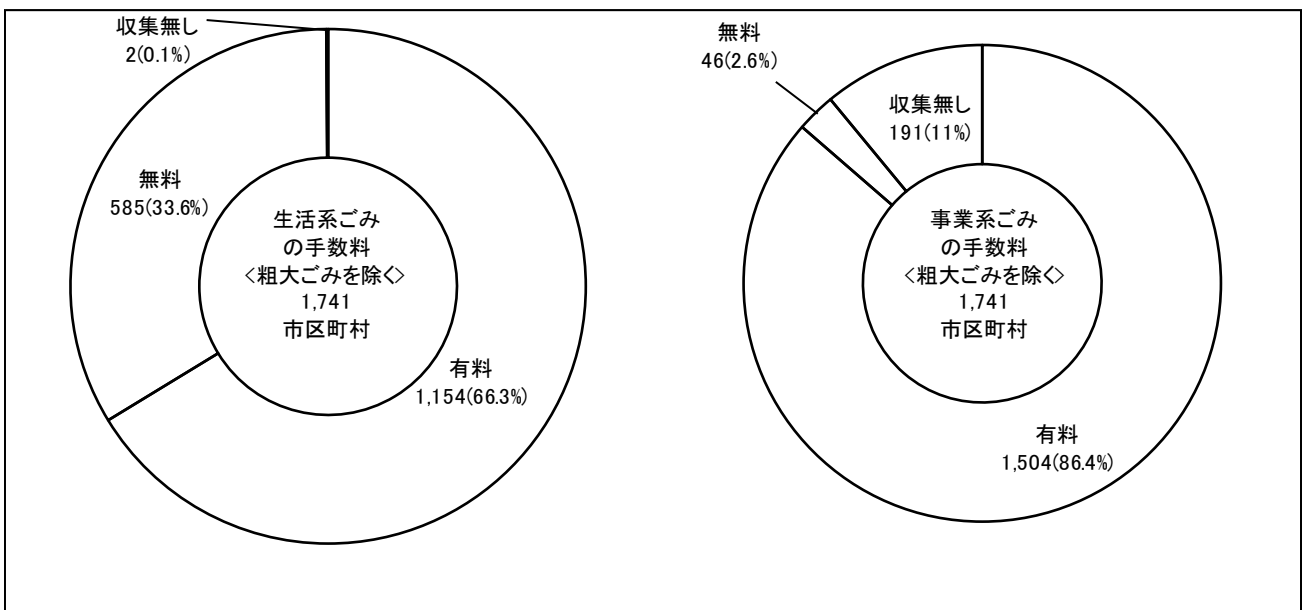 収集無し
2(0.1%)
無料
585(33.6%)
生活系ごみ
の手数料
<粗大ごみを除く>
1,741
市区町村
有料
1,154(66.3%)
無料
46(2.6%)
収集無し
191(11%)
事業系ごみ
の手数料
<粗大ごみを除く>
1,741
市区町村
有料
1,504(86.4%)